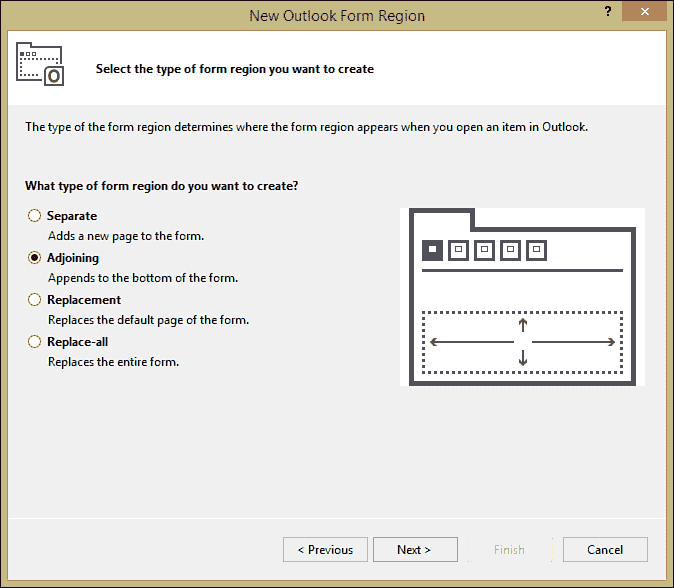 New Outlook Form Region
?
Select the type of form region you want to create
The type of the form region determines where the form region appears when you open an item in Outlook.
What type of form region do you want to create?
Separate
Adds a new page to the form.
Adjoining
Appends to the bottom of the form.
Replacement
Replaces the default page of the form.
Replace-all
Replaces the entire form.
< Previous
Next >
Finish
Cancel